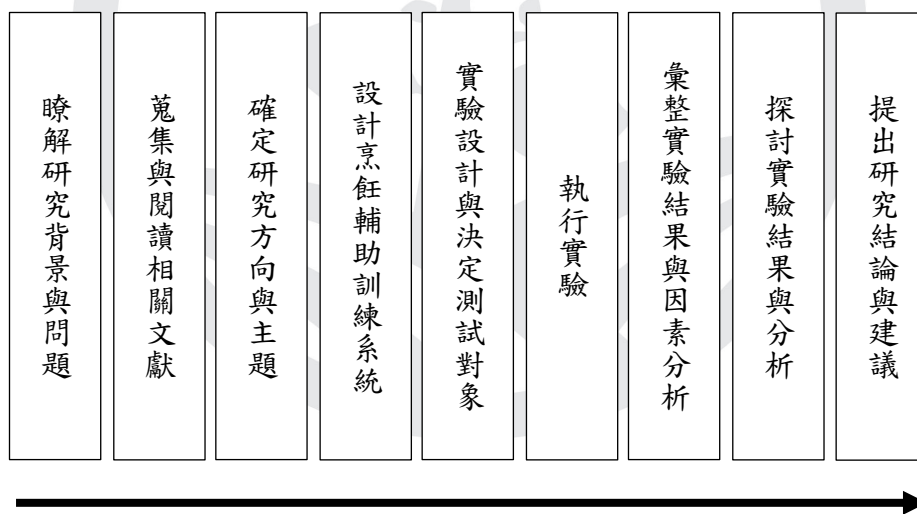 瞭解研究背景與問題
蒐集與閱讀相關文獻
確定研究方向與主題
設計烹飪輔助訓練系統
實驗設計與決定測試對象
執行實驗
彙整實驗結果與因素分析
探討實驗結果與分析
提出研究結論與建議